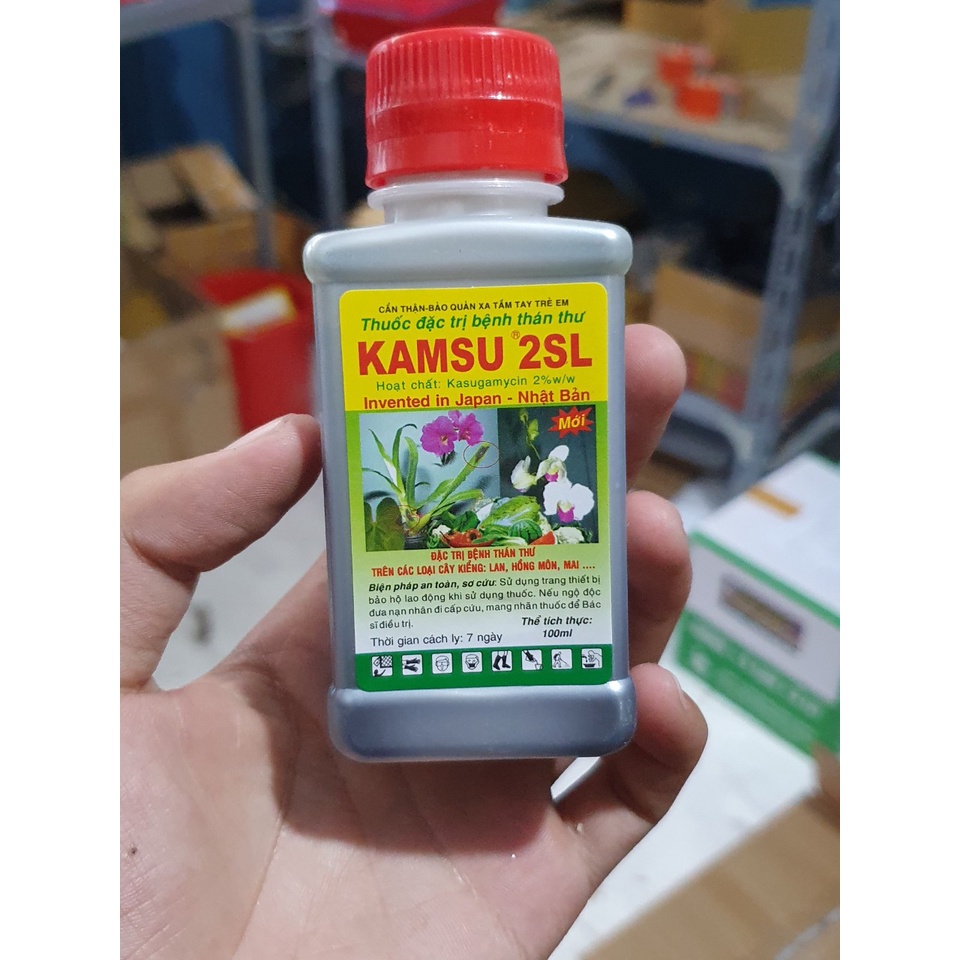 CẨN THẬN-BẢO QUẢN XA TẦM TAY TRẺ EM
Thuốc đặc trị bệnh thán thư
KAMSU ® 2SL
Hoạt chất: Kasugamycin 2%w/w
Invented in Japan - Nhật Bản
Mới
ĐẶC TRỊ BỆNH THÁN THƯ
TRÊN CÁC LOẠI CÂY KIỂNG: LAN, HỒNG MÔN, MAI ....
Biện pháp an toàn, sơ cứu: Sử dụng trang thiết bị
bảo hộ lao động khi sử dụng thuốc. Nếu ngộ độc
đưa nạn nhân đi cấp cứu, mang nhãn thuốc để Bác
sĩ điều trị.
Thể tích thực:
100ml
Thời gian cách ly: 7 ngày